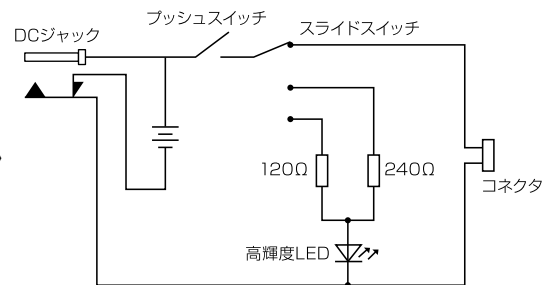 プッシュスイッチ
スライドスイッチ
DCジャック
120Ω
240Ω
コネクタ
高輝度LED